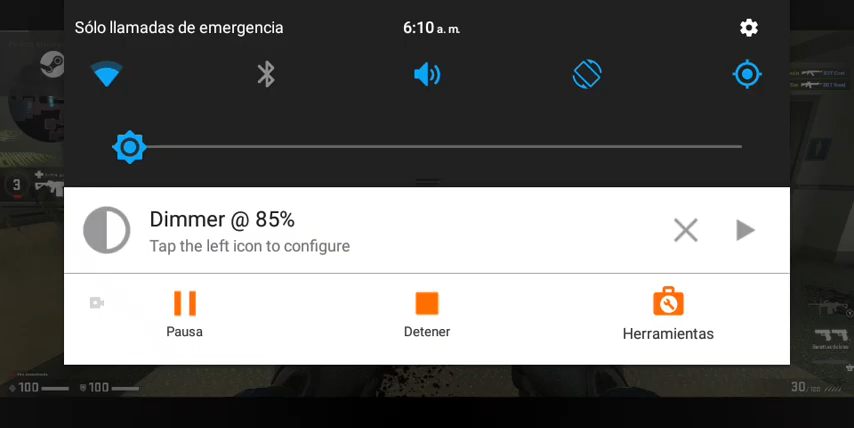 Sólo llamadas de emergencia
6:10 a. m.
Dimmer @ 85%
Tap the left icon to configure
Pausa
Detener
Herramientas
3
100
100
30